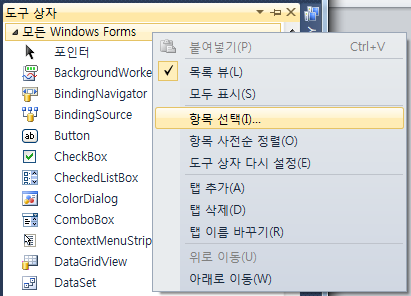 도구 상자
모든 Windows Forms
포인터
BackgroundWorke
BindingNavigator
BindingSource
Button
CheckBox
CheckedListBox
ColorDialog
ComboBox
ContextMenuStrip
DataGridView
DataSet
붙여넣기(P) Ctrl+V
목록 뷰(L)
모두 표시(S)
항목 선택(I)...
항목 사전순 정렬(O)
도구 상자 다시 설정(E)
탭 추가(A)
탭 삭제(D)
탭 이름 바꾸기(R)
위로 이동(U)
아래로 이동(W)